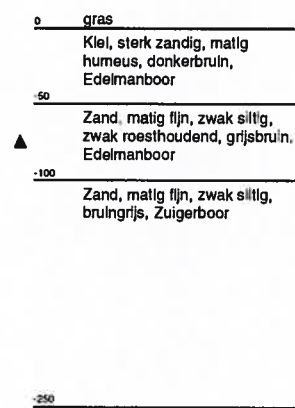 0 gras
Klei, sterk zandig, matig
humeus, donkerbruin,
Edelmanboor
-50
Zand, matig fijn, zwak siltig,
zwak roesthoudend, grijsbruin,
Edelmanboor
-100
Zand, matig fijn, zwak siltig,
bruingrijs, Zuigerboor
-250